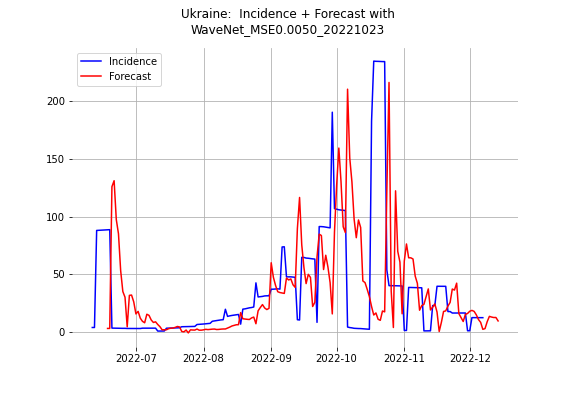 Ukraine:  Incidence + Forecast with
WaveNet_MSE0.0050_20221023
Incidence
Forecast
200
150
100
50
0
2022-07 2022-08 2022-09 2022-10 2022-11 2022-12